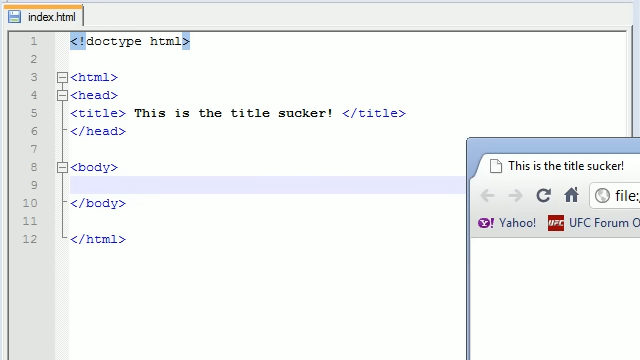 index.html
1 <!doctype html>
2
3 <html>
4 <head>
5 <title> This is the title sucker! </title>
6 </head>
7
8 <body>
9
10 </body>
11
12 </html>
This is the title sucker!
file:/
Yahoo! UFC UFC Forum O